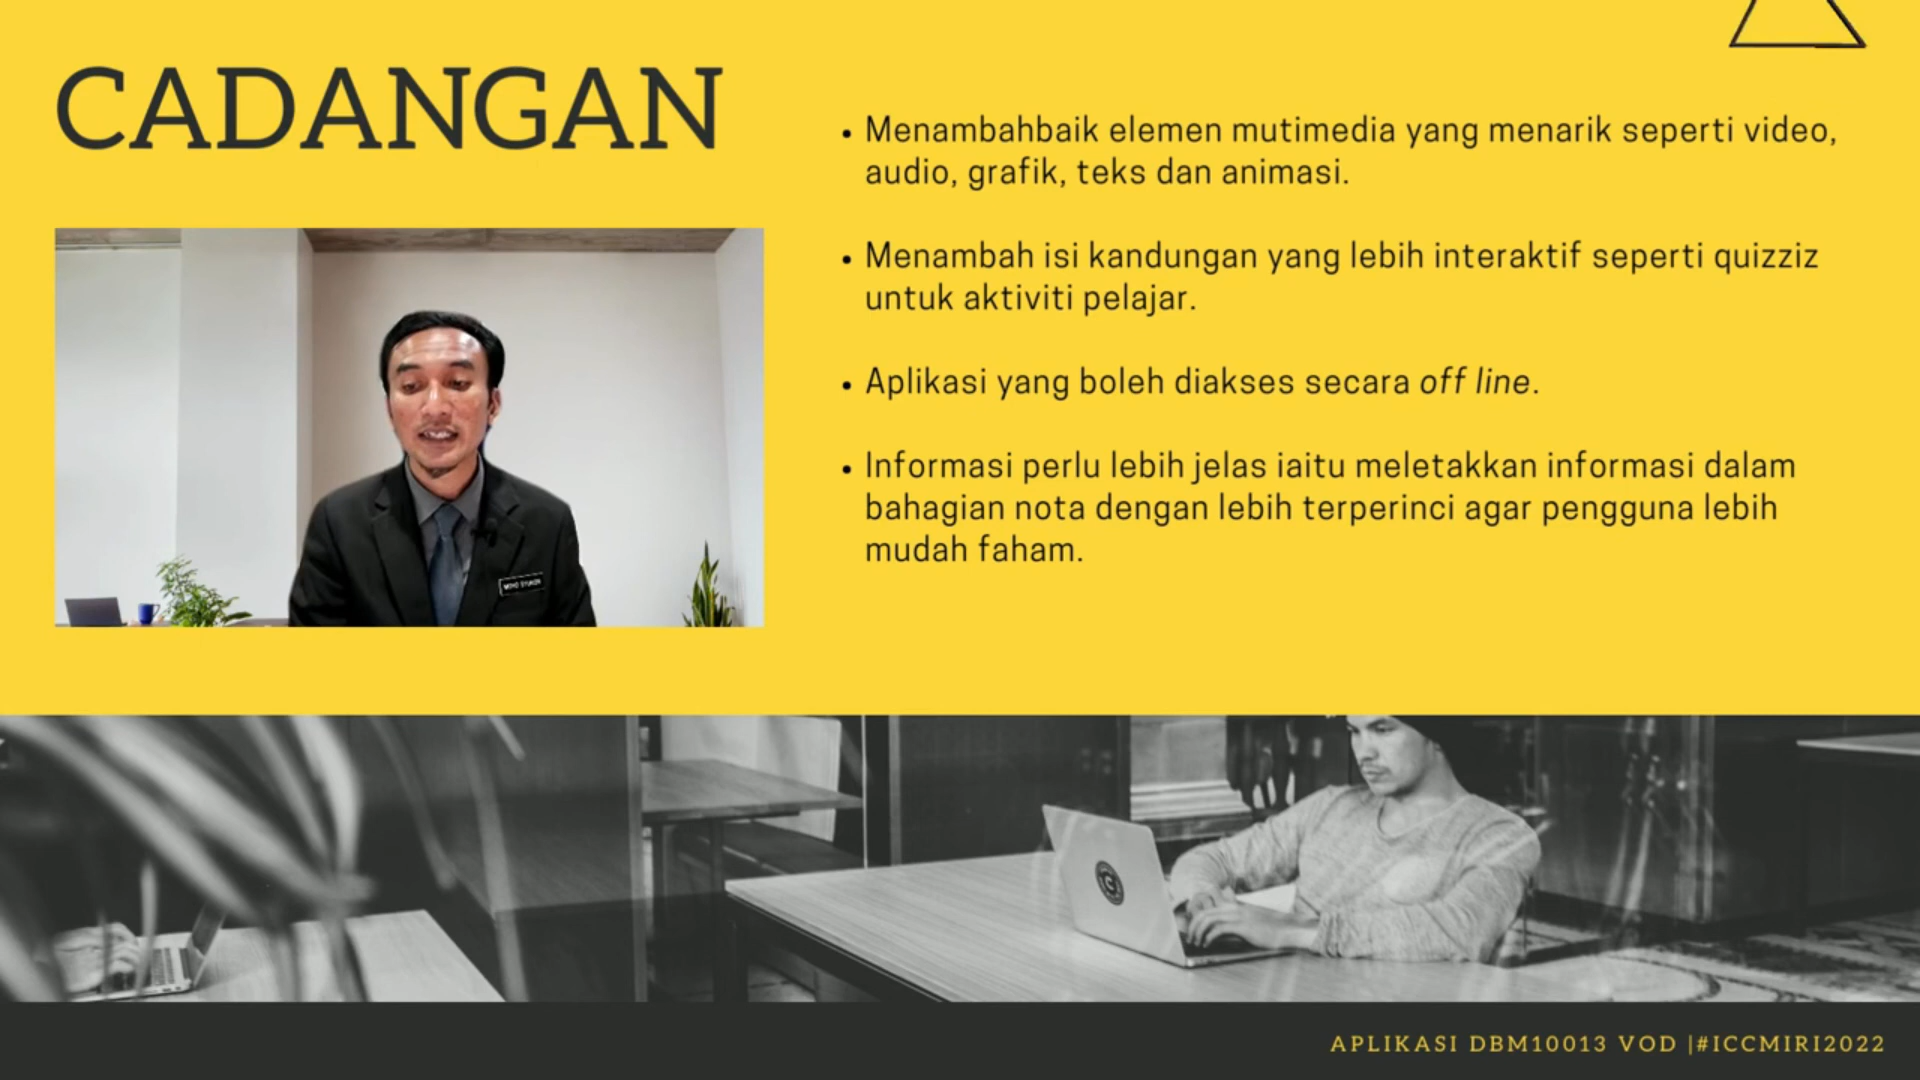 CADANGAN
• Menambahbaik elemen mutimedia yang menarik seperti video,
audio, grafik, teks dan animasi.
• Menambah isi kandungan yang lebih interaktif seperti quizziz
untuk aktiviti pelajar.
• Aplikasi yang boleh diakses secara off line.
• Informasi perlu lebih jelas iaitu meletakkan informasi dalam
bahagian nota dengan lebih terperinci agar pengguna lebih
mudah faham.
APLIKASI DBM10013 VOD |#ICCMIRI2022